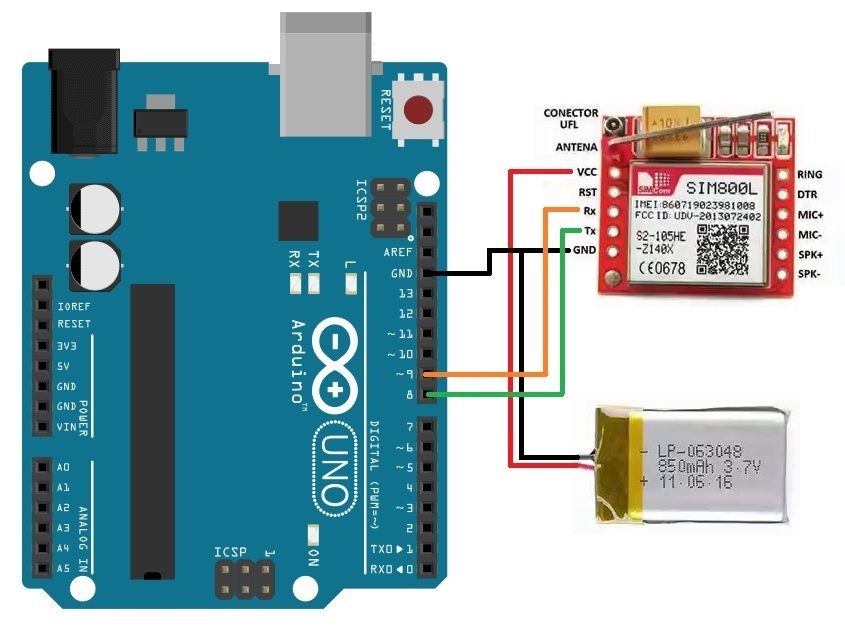 RESET
ICSP2
AREF
GND
13
12
~11
~10
~9
8
7
~6
~5
4
~3
2
TX0▶1
RX0◀0
DIGITAL (PWM=~)
RX
TX
L
Arduino™
UNO
ON
ICSP
1
IOREF
RESET
3V3
5V
GND
GND
VIN
POWER
A0
A1
A2
A3
A4
A5
ANALOG IN
CONECTOR
UFL
ANTENA
VCC
RST
Rx
Tx
GND
RING
DTR
MIC+
MIC-
SPK+
SPK-
SIMCom
SIM800L
IMEI:860719023981008
FCC ID: UDV-2013072402
S2-105HE
-Z140X
CE0678
- LP-063048
850mAh 3.7V
+ 11.06.16